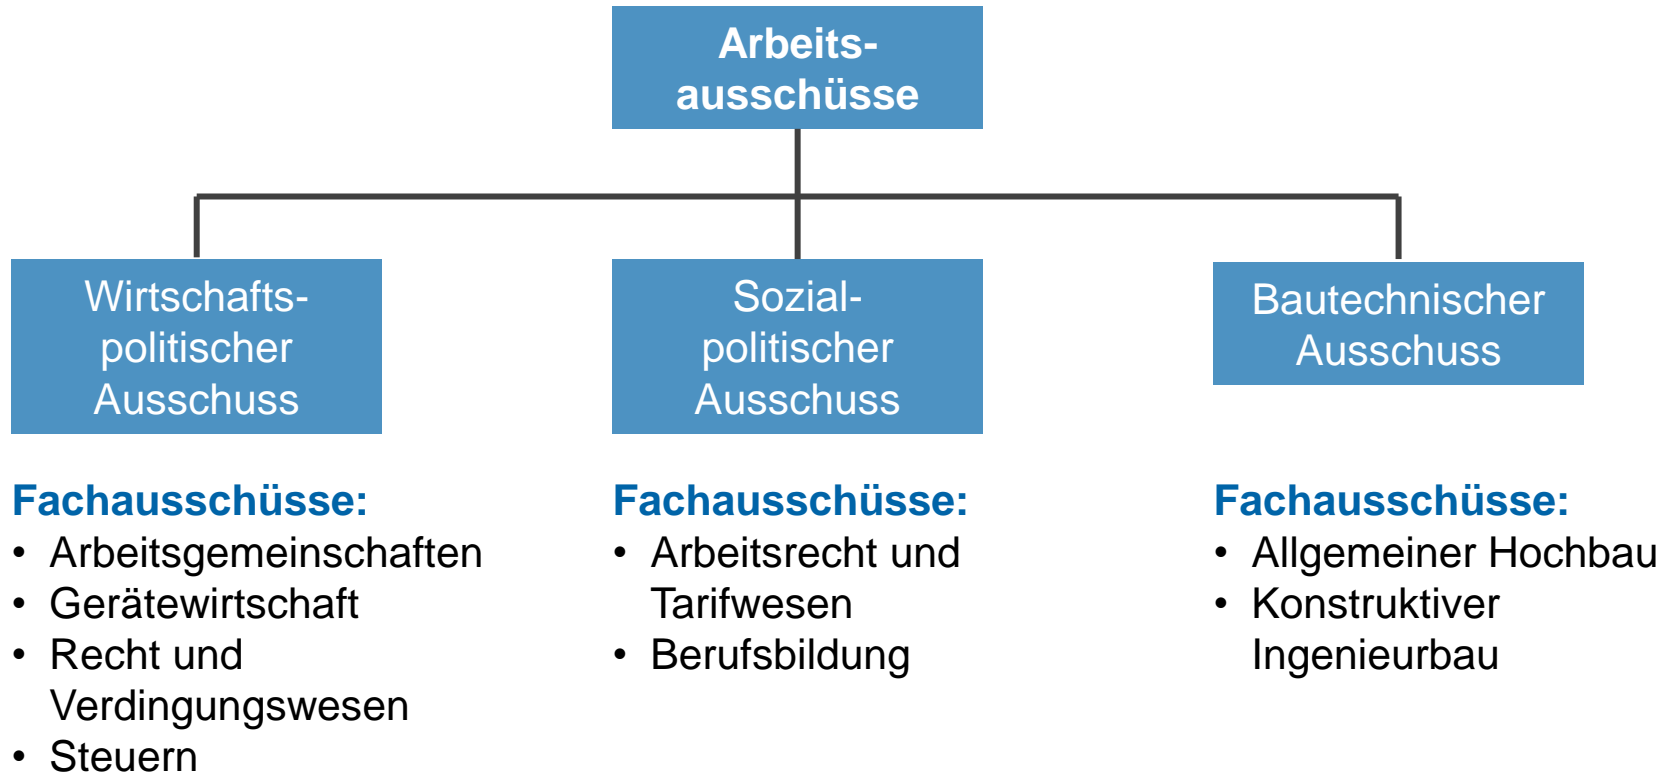 Arbeits-
ausschüsse
Wirtschafts-
politischer
Ausschuss
Sozial-
politischer
Ausschuss
Bautechnischer
Ausschuss
Fachausschüsse:
• Arbeitsgemeinschaften
• Gerätewirtschaft
• Recht und
Verdingungswesen
• Steuern
Fachausschüsse:
• Arbeitsrecht und
Tarifwesen
• Berufsbildung
Fachausschüsse:
• Allgemeiner Hochbau
• Konstruktiver
Ingenieurbau